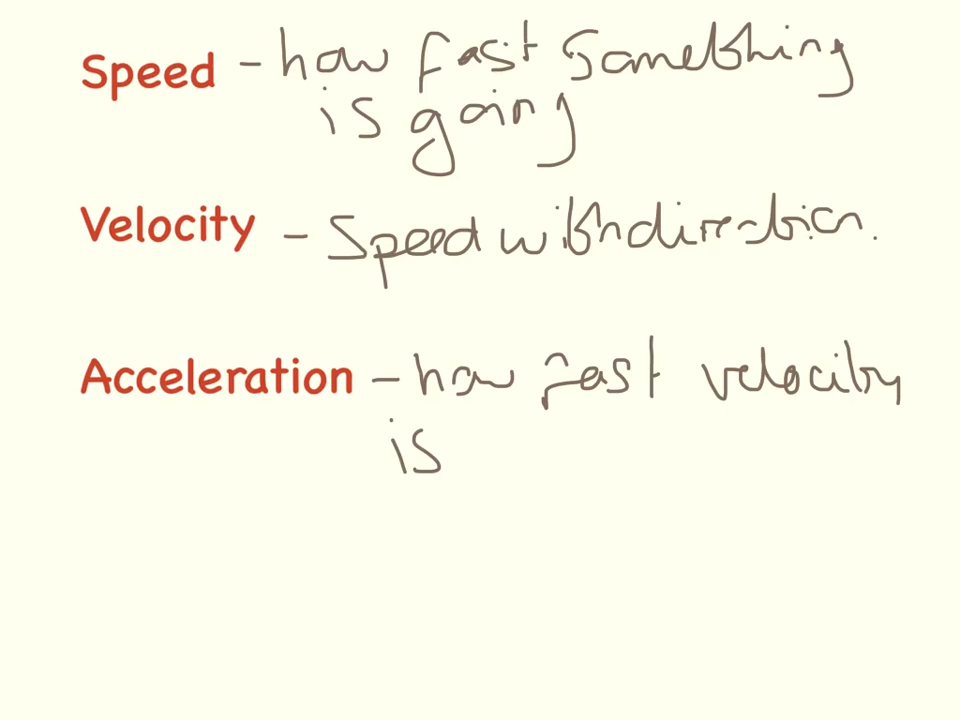 Speed - how fast something
is going
Velocity - Speed with direction.
Acceleration - how fast velocity
is